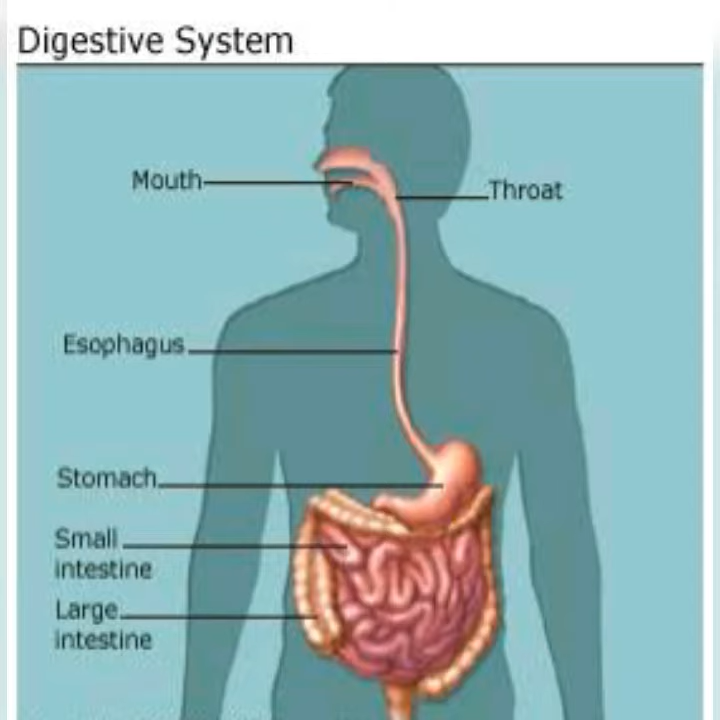 Digestive System
Mouth
Throat
Esophagus
Stomach
Small
intestine
Large
intestine